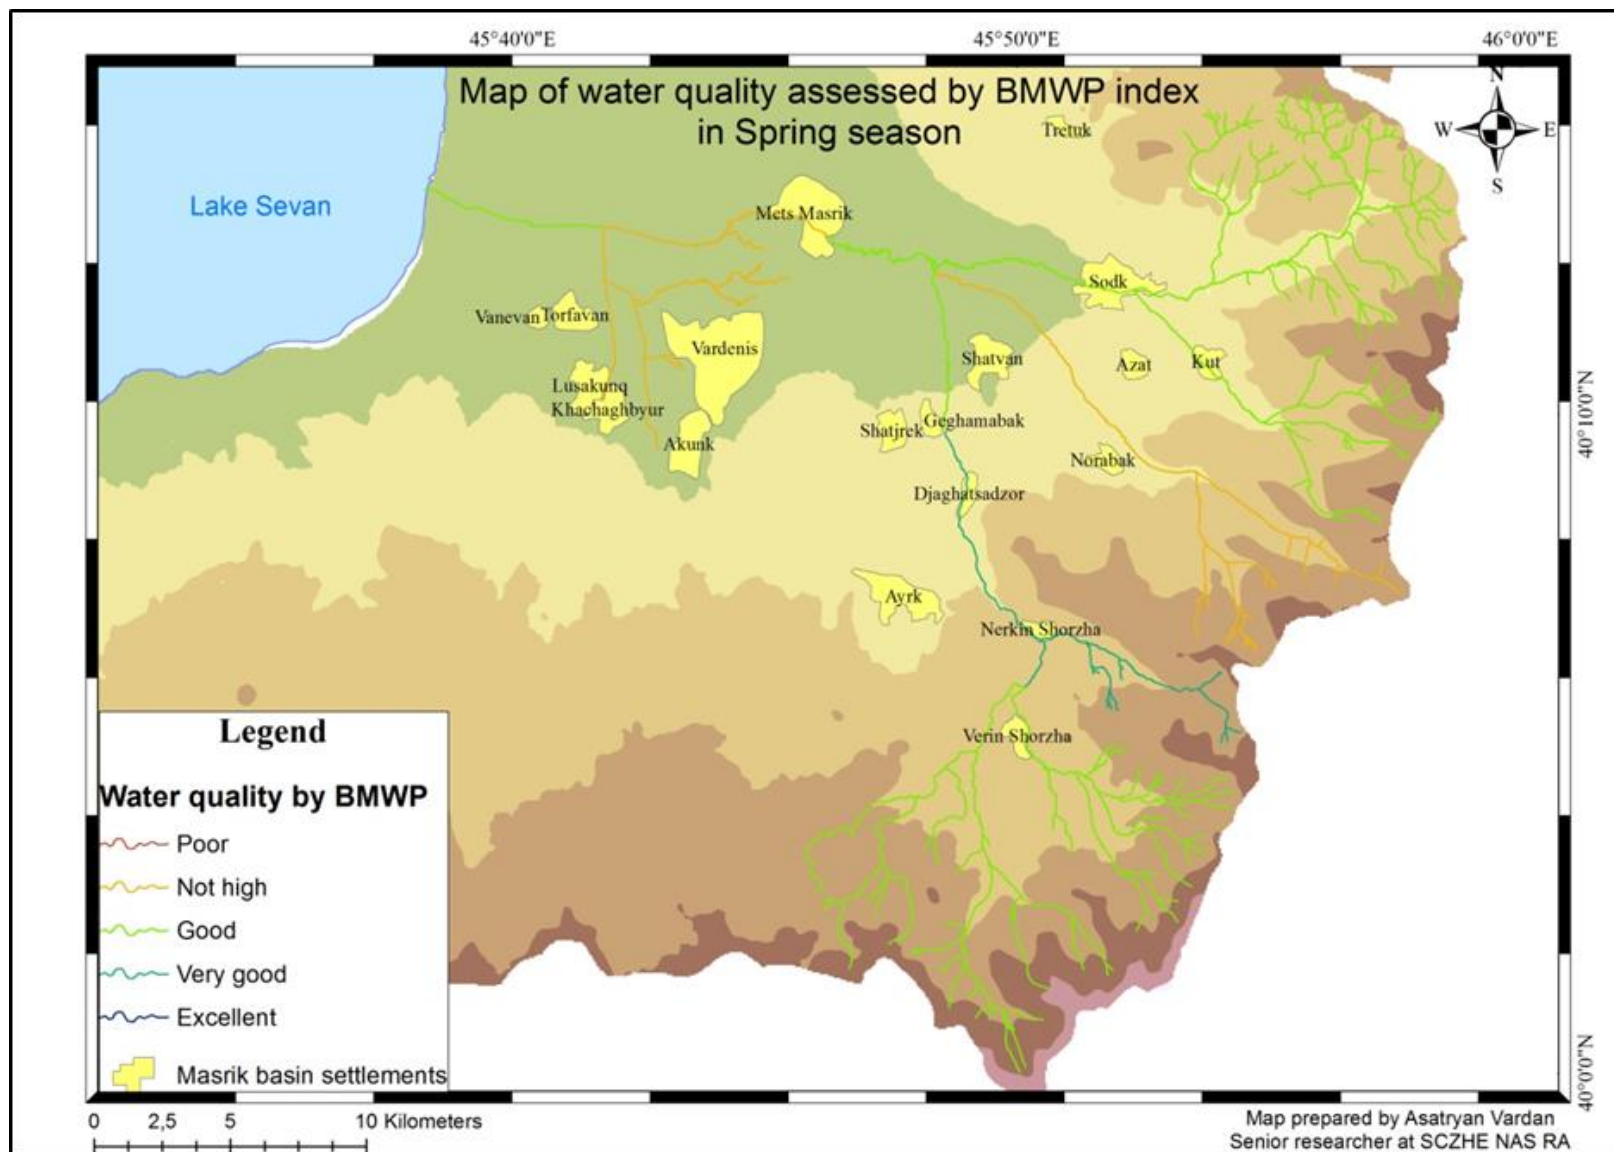 45°40'0"E
45°50'0"E
46°0'0"E
Map of water quality assessed by BMWP index
in Spring season
N
W
E
S
Tretuk
Lake Sevan
Mets Masrik
Sodk
Vanevan
Torfavan
Vardenis
Shatvan
Azat
Kut
Lusakunq
Khachaghbyur
Akunk
Shatjrek
Geghamabak
Norabak
Djaghatsadzor
40°10'0"N
Ayrk
Nerkin Shorzha
Verin Shorzha
Legend
Water quality by BMWP
Poor
Not high
Good
Very good
Excellent
Masrik basin settlements
40°0'0"N
0 2,5 5 10 Kilometers
Map prepared by Asatryan Vardan
Senior researcher at SCZHE NAS RA